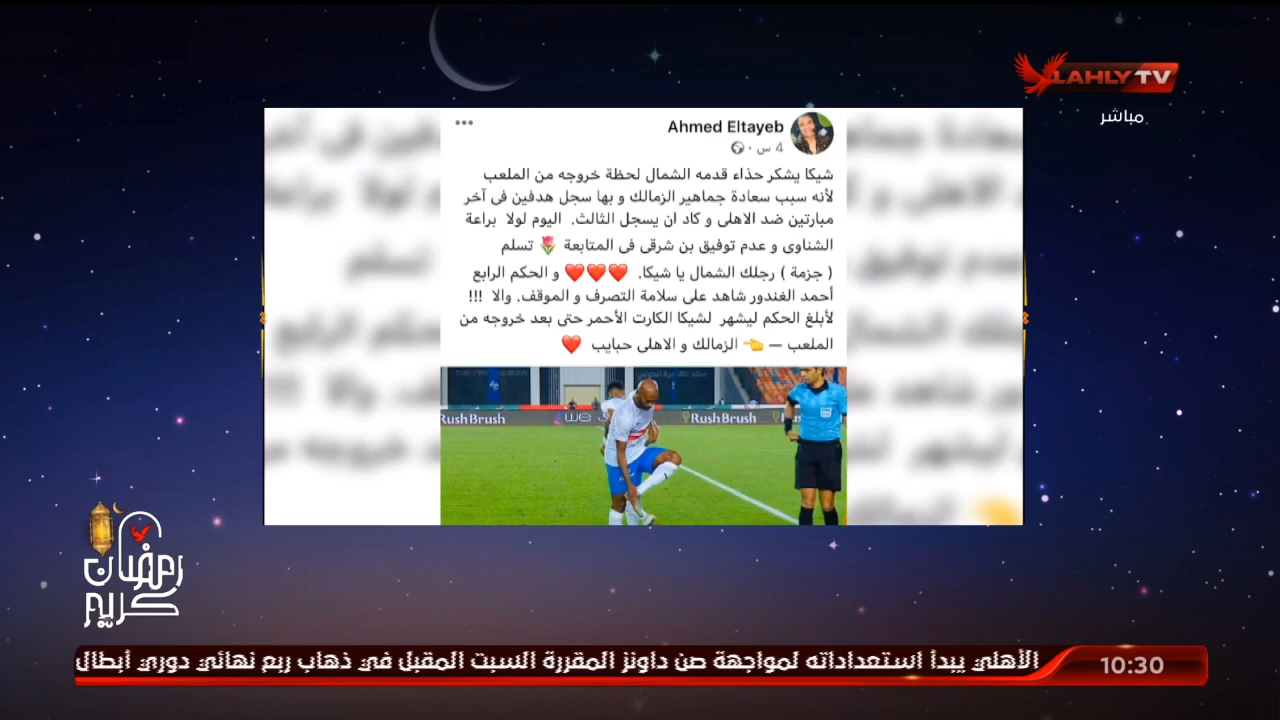 LAHLY TV
مباشر
Ahmed Eltayeb
4 س
شيكا يشكر حذاء قدمه الشمال لحظة خروجه من الملعب
لأنه سبب سعادة جماهير الزمالك و بها سجل هدفين فى آخر
مبارتين ضد الاهلى و كاد ان يسجل الثالث. اليوم لولا براعة
الشناوى و عدم توفيق بن شرقى فى المتابعة 🌷 تسلم
( جزمة ) رجلك الشمال يا شيكا. ❤️❤️❤️ و الحكم الرابع
أحمد الغندور شاهد على سلامة التصرف و الموقف. والا !!!
لأبلغ الحكم ليشهر لشيكا الكارت الأحمر حتى بعد خروجه من
الملعب — 👈 الزمالك و الاهلى حبايب ❤️
RushBrush
we
RushBrush
رمضان
كريم
الأهلي يبدأ استعداداته لمواجهة صن داونز المقررة السبت المقبل في ذهاب ربع نهائي دوري أبطال
10:30